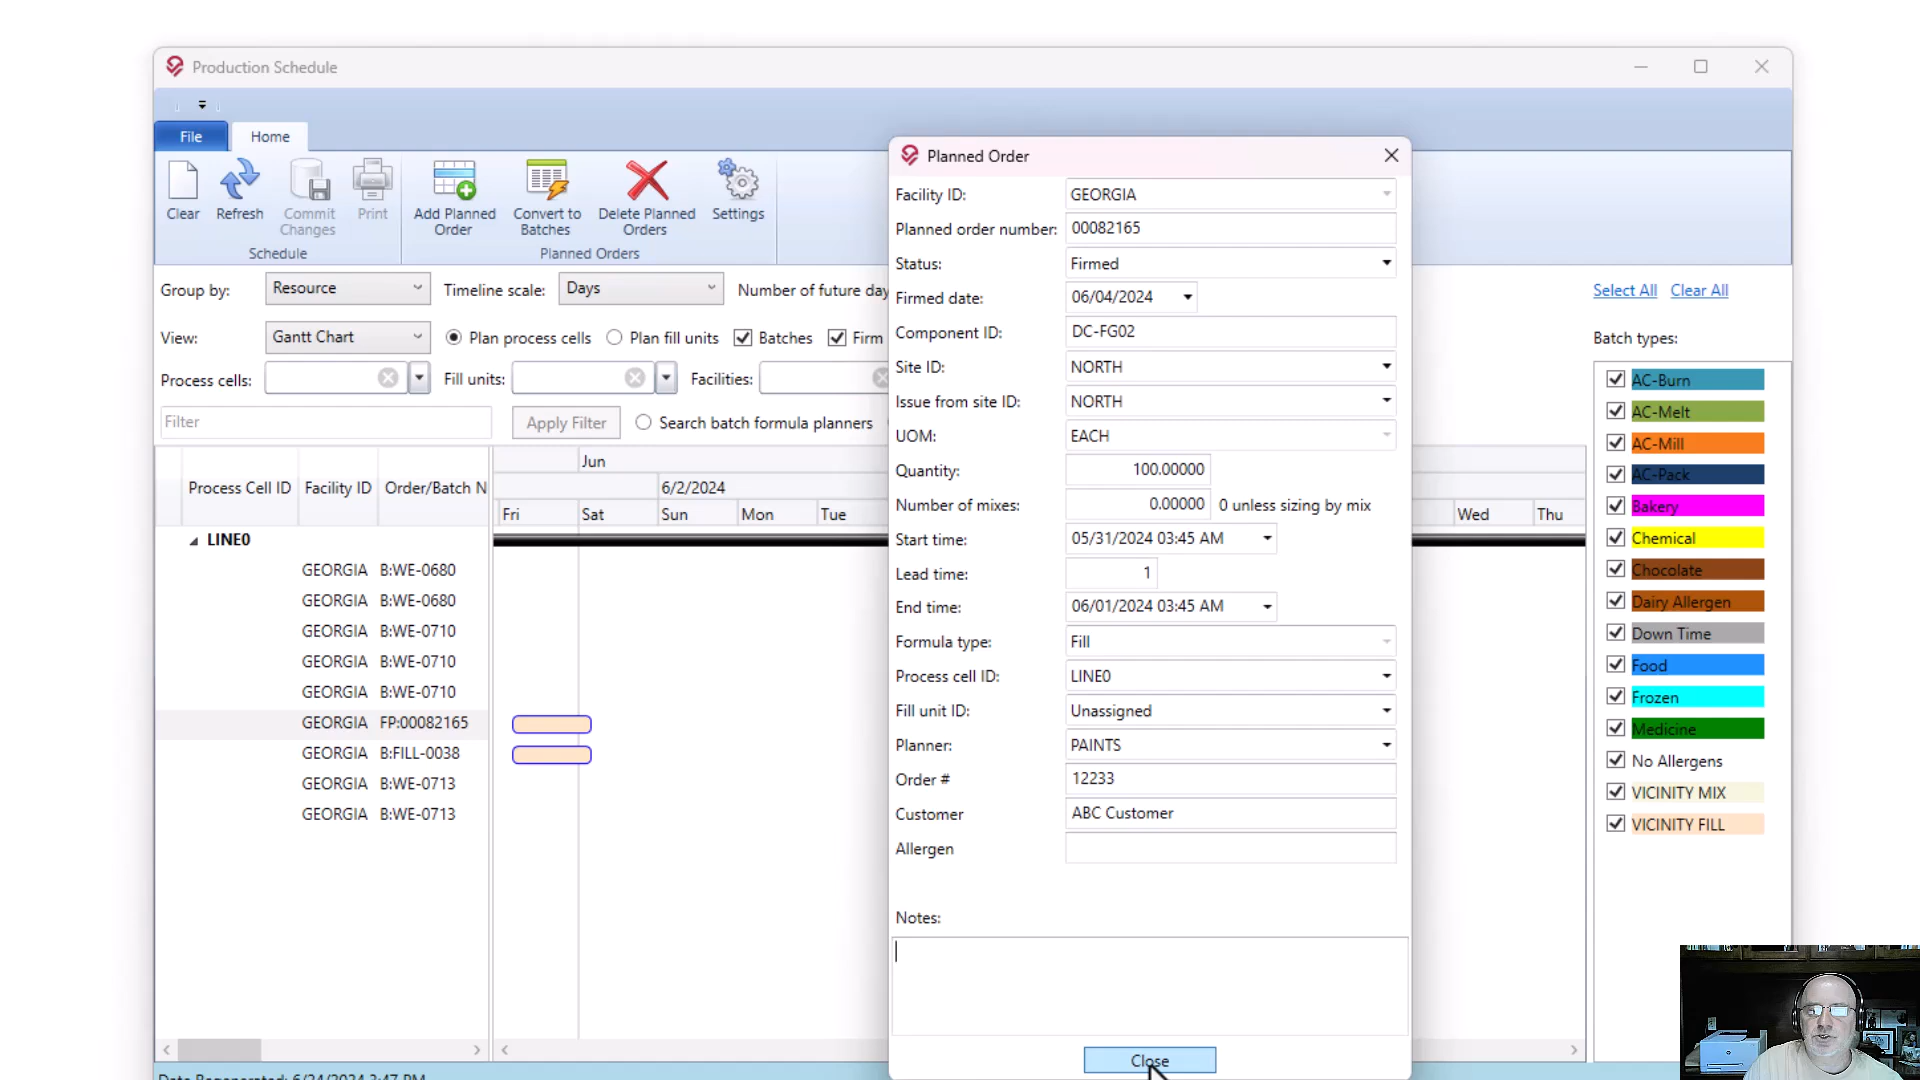 Production Schedule
File
Home
Clear
Refresh
Commit Changes
Print
Add Planned Order
Convert to Batches
Delete Planned Orders
Settings
Schedule
Planned Orders
Group by:
Resource
Timeline scale:
Days
Number of future day
View:
Gantt Chart
Plan process cells
Plan fill units
Batches
Firm
Process cells:
Fill units:
Facilities:
Filter
Apply Filter
Search batch formula planners
Process Cell ID
Facility ID
Order/Batch N
Jun
6/2/2024
Fri
Sat
Sun
Mon
Tue
Wed
Thu
LINE0
GEORGIA B:WE-0680
GEORGIA B:WE-0680
GEORGIA B:WE-0710
GEORGIA B:WE-0710
GEORGIA B:WE-0710
GEORGIA FP:00082165
GEORGIA B:FILL-0038
GEORGIA B:WE-0713
GEORGIA B:WE-0713
Planned Order
Facility ID: GEORGIA
Planned order number: 00082165
Status: Firmed
Firmed date: 06/04/2024
Component ID: DC-FG02
Site ID: NORTH
Issue from site ID: NORTH
UOM: EACH
Quantity: 100.00000
Number of mixes: 0.00000 0 unless sizing by mix
Start time: 05/31/2024 03:45 AM
Lead time: 1
End time: 06/01/2024 03:45 AM
Formula type: Fill
Process cell ID: LINE0
Fill unit ID: Unassigned
Planner: PAINTS
Order # 12233
Customer ABC Customer
Allergen
Notes:
Close
Select All Clear All
Batch types:
AC-Burn
AC-Melt
AC-Mill
AC-Pack
Bakery
Chemical
Chocolate
Dairy Allergen
Down Time
Food
Frozen
Medicine
No Allergens
VICINITY MIX
VICINITY FILL
Data Regenerated: 6/24/2024 3:47 PM